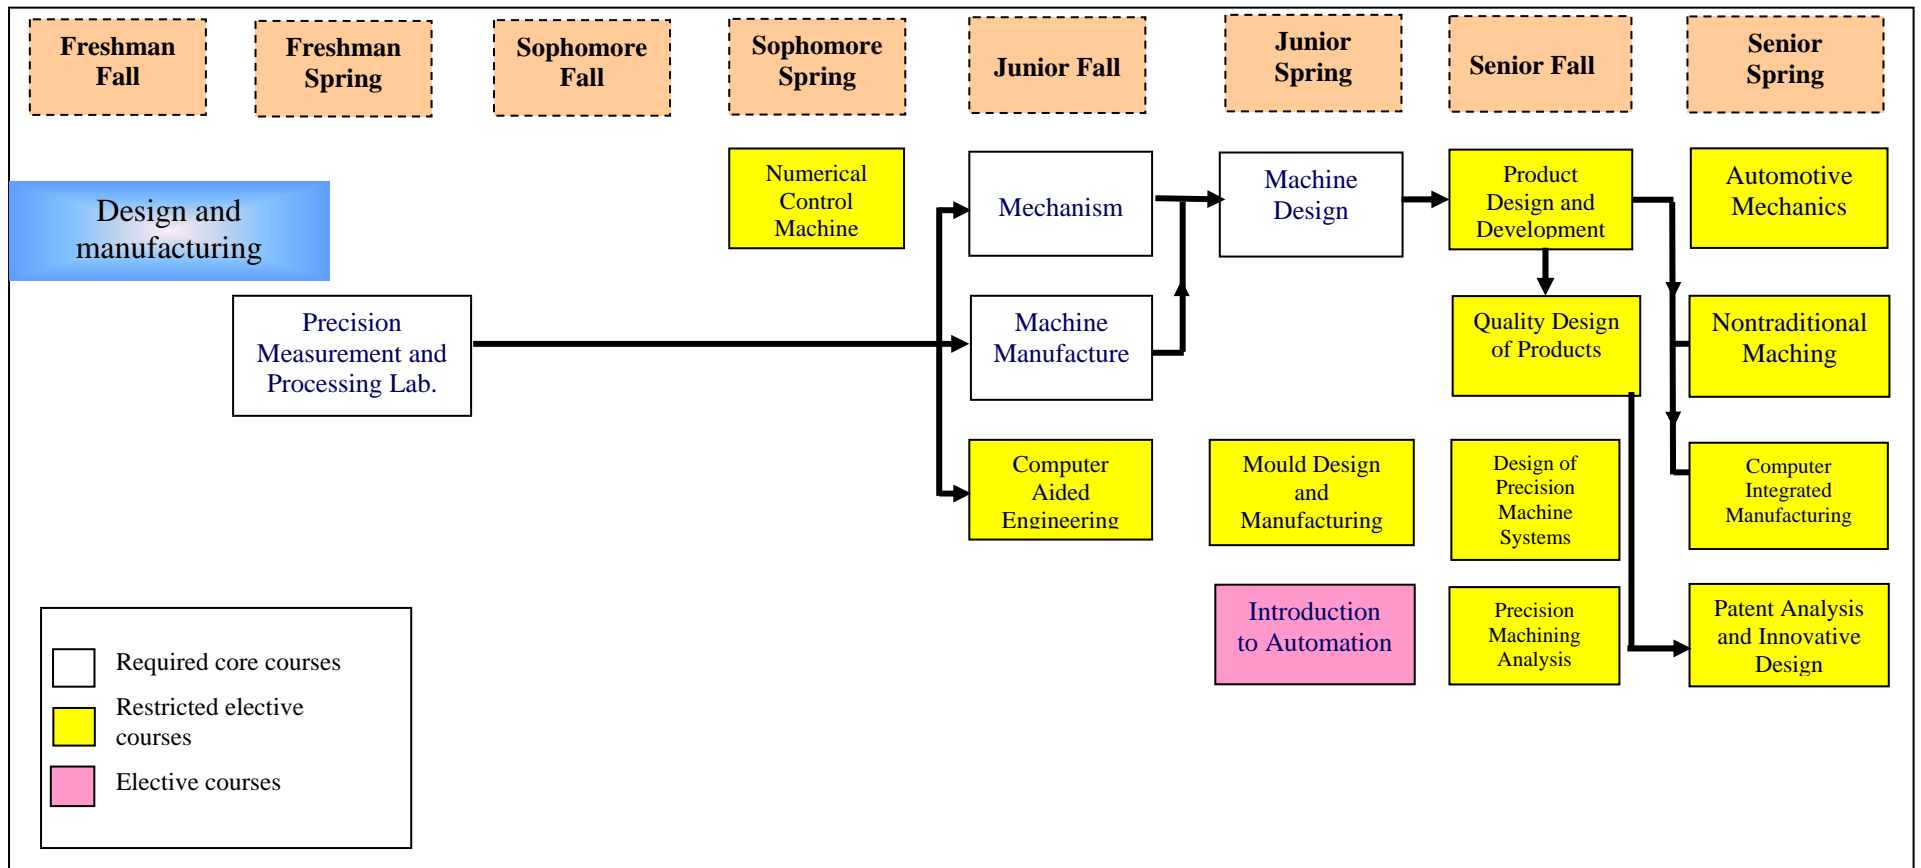 Freshman
Fall
Freshman
Spring
Sophomore
Fall
Sophomore
Spring
Junior Fall
Junior
Spring
Senior Fall
Senior
Spring
Design and
manufacturing
Precision
Measurement and
Processing Lab.
Numerical
Control
Machine
Mechanism
Machine
Manufacture
Computer
Aided
Engineering
Machine
Design
Mould Design
and
Manufacturing
Introduction
to Automation
Product
Design and
Development
Quality Design
of Products
Design of
Precision
Machine
Systems
Precision
Machining
Analysis
Automotive
Mechanics
Nontraditional
Maching
Computer
Integrated
Manufacturing
Patent Analysis
and Innovative
Design
Required core courses
Restricted elective
courses
Elective courses